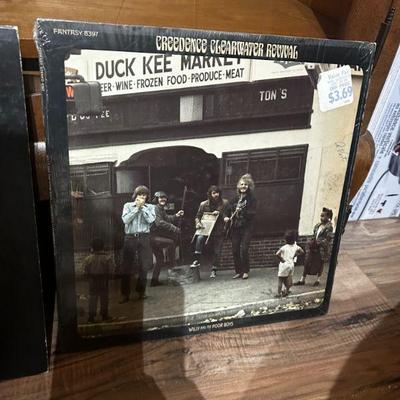 FANTASY 8397
CREEDENCE CLEARWATER REVIVAL
DUCK KEE MARKET
BEER·WINE·FROZEN FOOD·PRODUCE·MEAT
TON'S
$3.69
WILLY AND THE POOR BOYS